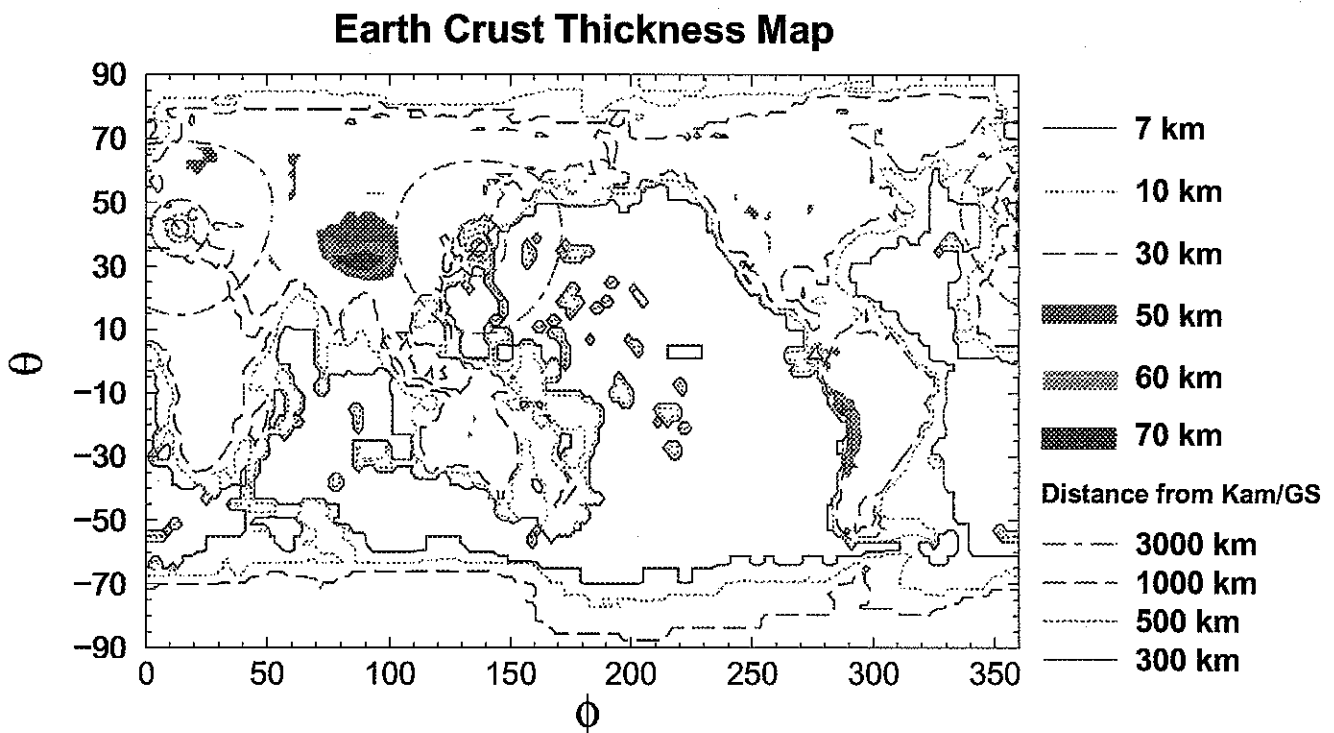 Earth Crust Thickness Map
90
70
50
30
10
−10
−30
−50
−70
−90
θ
0 50 100 150 200 250 300 350
ϕ
7 km
10 km
30 km
50 km
60 km
70 km
Distance from Kam/GS
3000 km
1000 km
500 km
300 km